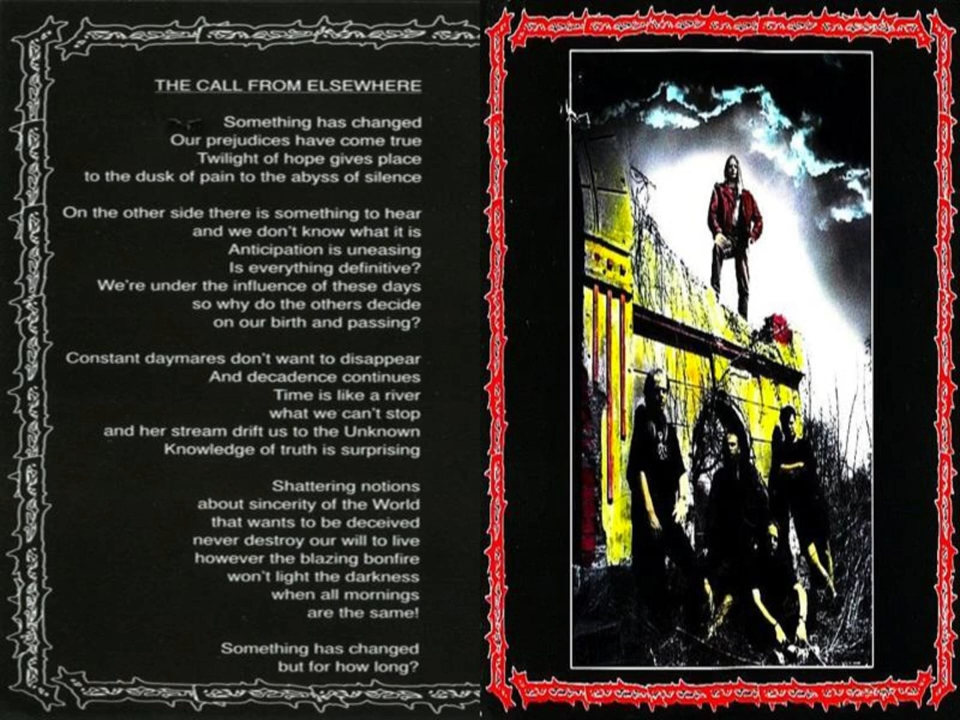 THE CALL FROM ELSEWHERE
Something has changed
Our prejudices have come true
Twilight of hope gives place
to the dusk of pain to the abyss of silence
On the other side there is something to hear
and we don't know what it is
Anticipation is uneasing
Is everything definitive?
We're under the influence of these days
so why do the others decide
on our birth and passing?
Constant daymares don't want to disappear
And decadence continues
Time is like a river
what we can't stop
and her stream drift us to the Unknown
Knowledge of truth is surprising
Shattering notions
about sincerity of the World
that wants to be deceived
never destroy our will to live
however the blazing bonfire
won't light the darkness
when all mornings
are the same!
Something has changed
but for how long?